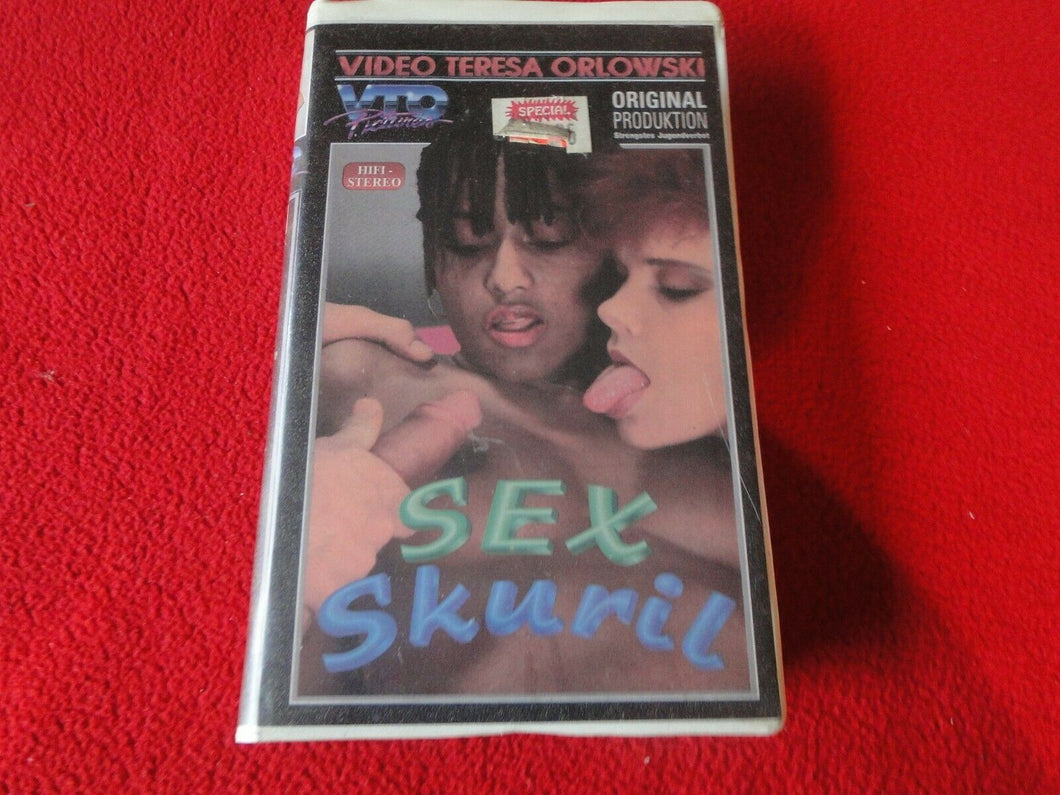 VIDEO TERESA ORLOWSKI
VTO
SPECIAL
ORIGINAL
PRODUKTION
Strengstes Jugendverbot
HIFI -
STEREO
SEX
Skuril